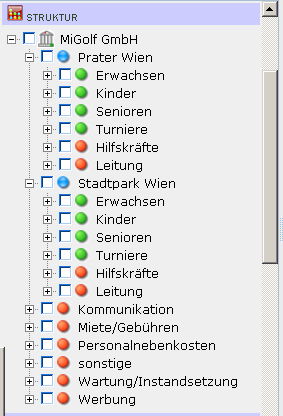 STRUKTUR
MiGolf GmbH
Prater Wien
Erwachsen
Kinder
Senioren
Turniere
Hilfskräfte
Leitung
Stadtpark Wien
Erwachsen
Kinder
Senioren
Turniere
Hilfskräfte
Leitung
Kommunikation
Miete/Gebühren
Personalnebenkosten
sonstige
Wartung/Instandsetzung
Werbung